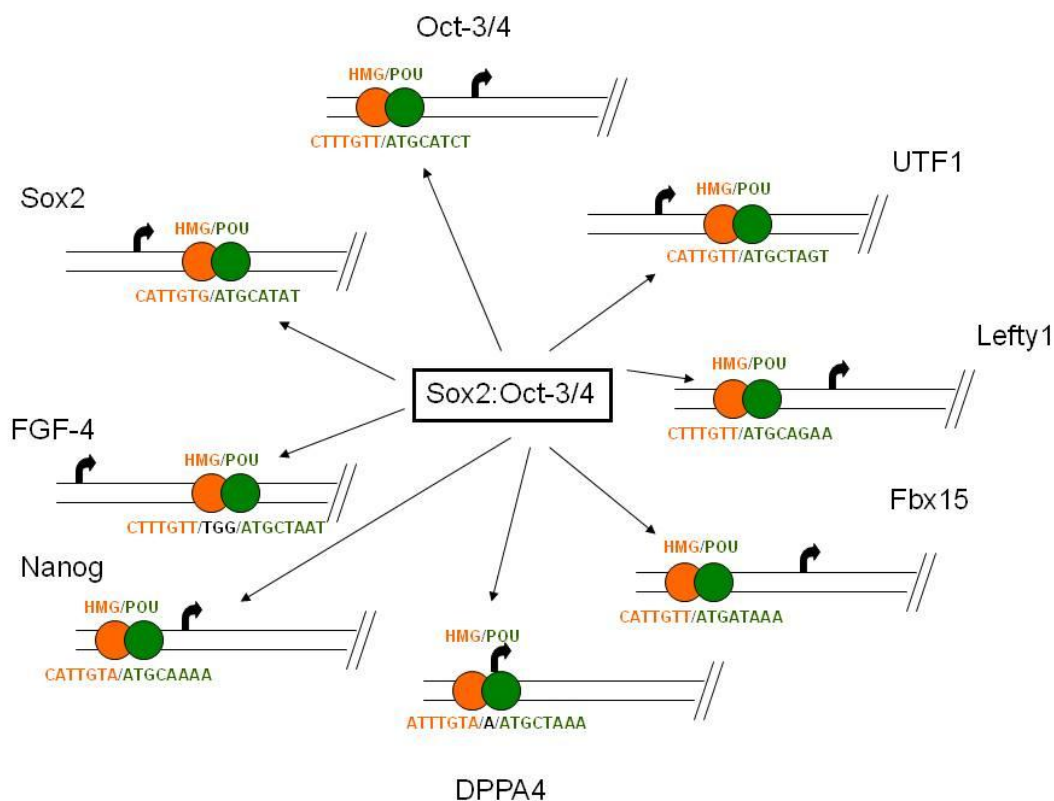 Oct-3/4
HMG/POU
CTTTGTT/ATGCATCT
UTF1
HMG/POU
CATTGTT/ATGCTAGT
Sox2
HMG/POU
CATTGTG/ATGCATAT
Lefty1
HMG/POU
CTTTGTT/ATGCAGAA
Sox2:Oct-3/4
FGF-4
HMG/POU
CTTTGTT/TGG/ATGCTAAT
Fbx15
HMG/POU
CATTGTT/ATGATAAA
Nanog
HMG/POU
CATTGTA/ATGCAAAA
HMG/POU
ATTTGTA/A/ATGCTAAA
DPPA4